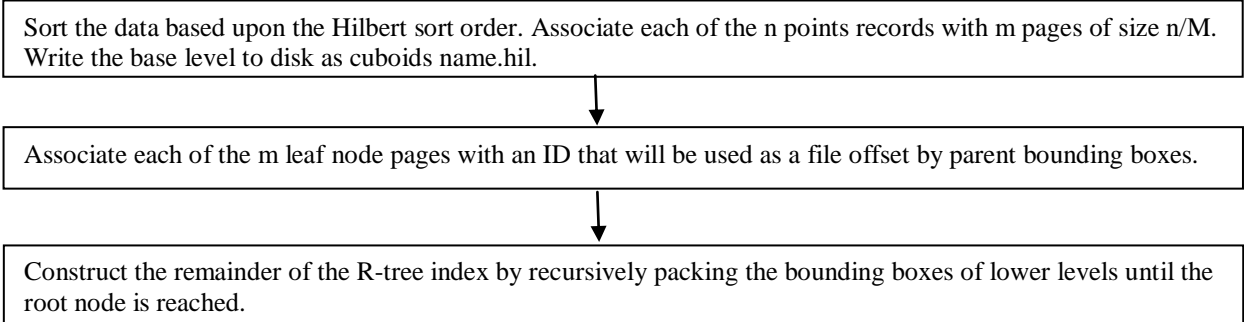 Sort the data based upon the Hilbert sort order. Associate each of the n points records with m pages of size n/M.
Write the base level to disk as cuboids name.hil.
Associate each of the m leaf node pages with an ID that will be used as a file offset by parent bounding boxes.
Construct the remainder of the R-tree index by recursively packing the bounding boxes of lower levels until the
root node is reached.